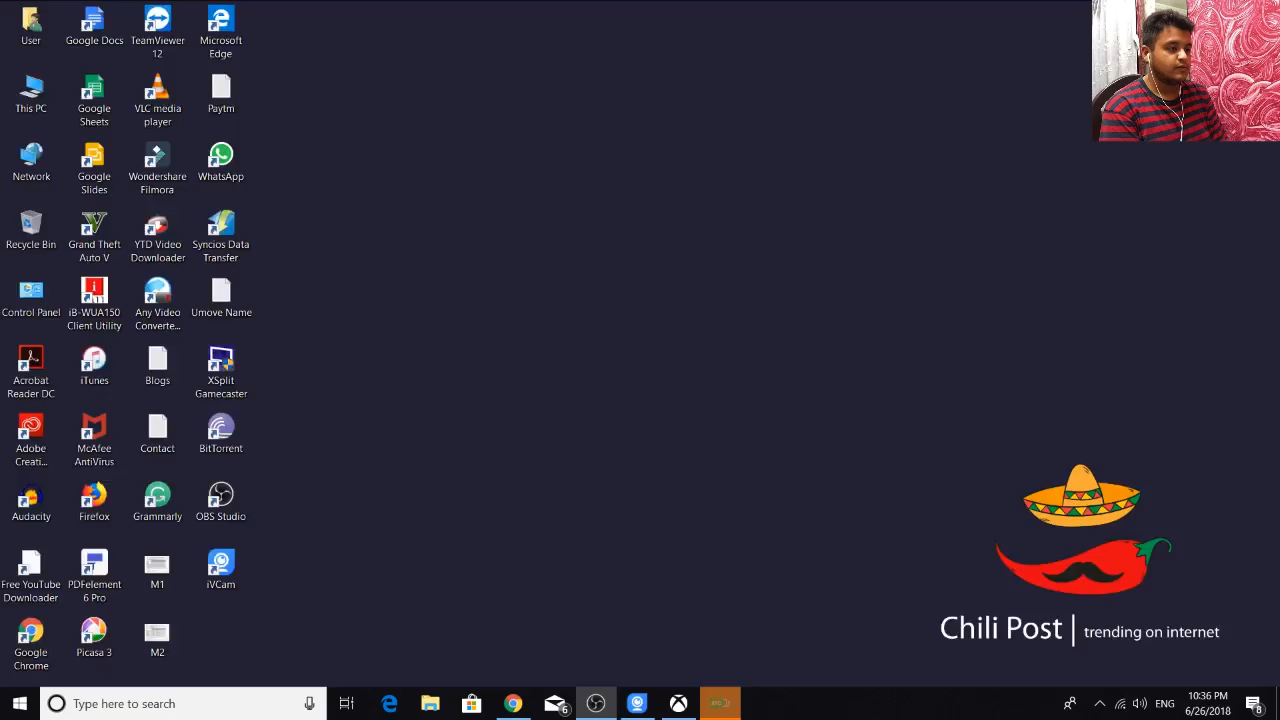 User
Google Docs
TeamViewer
12
Microsoft
Edge
This PC
Google
Sheets
VLC media
player
Paytm
Network
Google
Slides
Wondershare
Filmora
WhatsApp
Recycle Bin
Grand Theft
Auto V
YTD Video
Downloader
Syncios Data
Transfer
Control Panel
iB-WUA150
Client Utility
Any Video
Converte...
Umove Name
Acrobat
Reader DC
iTunes
Blogs
XSplit
Gamecaster
Adobe
Creati...
McAfee
AntiVirus
Contact
BitTorrent
Audacity
Firefox
Grammarly
OBS Studio
Free YouTube
Downloader
PDFelement
6 Pro
M1
iVCam
Google
Chrome
Picasa 3
M2
Chili Post | trending on internet
Type here to search
6
ENG
10:36 PM
6/26/2018
8